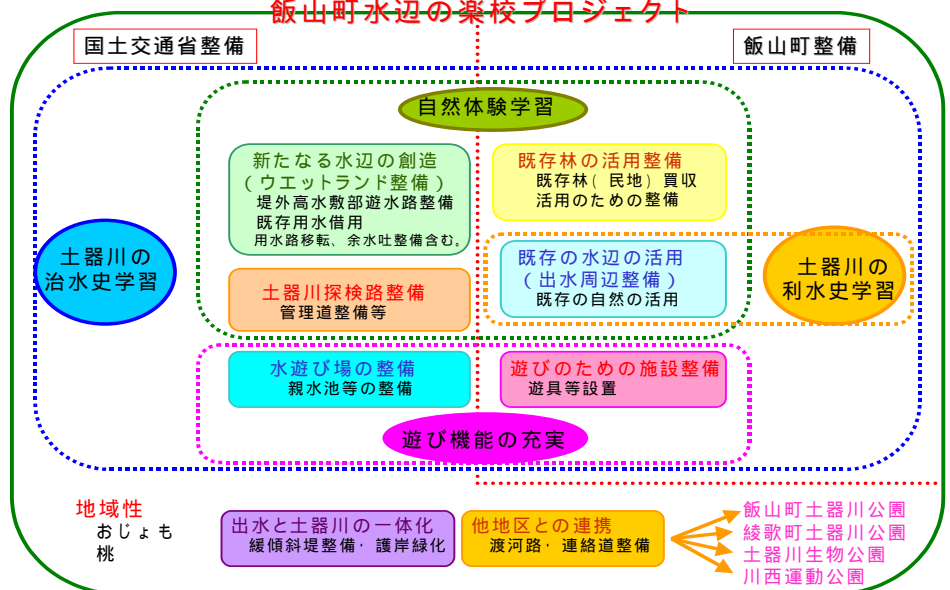 飯山町水辺の楽校プロジェクト
国土交通省整備
飯山町整備
自然体験学習
新たなる水辺の創造
(ウエットランド整備)
堤外高水敷部遊水路整備
既存用水借用
用水路移転、余水吐整備含む。
既存林の活用整備
既存林(民地)買収
活用のための整備
土器川の
治水史学習
既存の水辺の活用
(出水周辺整備)
既存の自然の活用
土器川の
利水史学習
土器川探検路整備
管理道整備等
水遊び場の整備
親水池等の整備
遊びのための施設整備
遊具等設置
遊び機能の充実
地域性
おじょも
桃
出水と土器川の一体化
緩傾斜堤整備・護岸緑化
他地区との連携
渡河路・連絡道整備
飯山町土器川公園
綾歌町土器川公園
土器川生物公園
川西運動公園